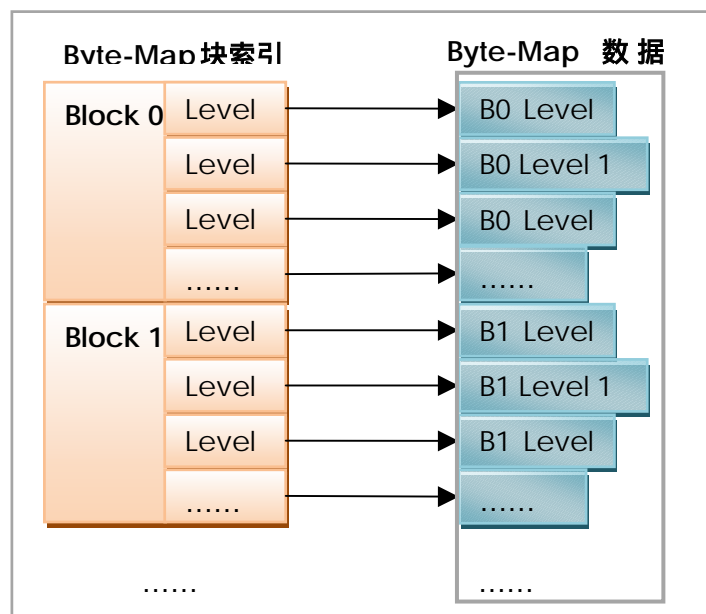 Byte-Map 块索引
Byte-Map 数 据
Block 0
Level
B0 Level
Level
B0 Level 1
Level
B0 Level
……
……
Block 1
Level
B1 Level
Level
B1 Level 1
Level
B1 Level
……
……
……
……